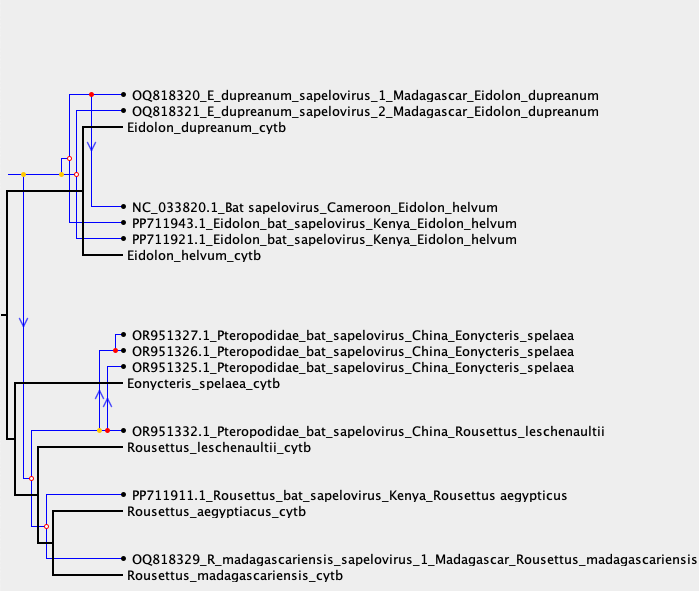 OQ818320_E_dupreanum_sapelovirus_1_Madagascar_Eidolon_dupreanum
OQ818321_E_dupreanum_sapelovirus_2_Madagascar_Eidolon_dupreanum
Eidolon_dupreanum_cytb
NC_033820.1_Bat sapelovirus_Cameroon_Eidolon_helvum
PP711943.1_Eidolon_bat_sapelovirus_Kenya_Eidolon_helvum
PP711921.1_Eidolon_bat_sapelovirus_Kenya_Eidolon_helvum
Eidolon_helvum_cytb
OR951327.1_Pteropodidae_bat_sapelovirus_China_Eonycteris_spelaea
OR951326.1_Pteropodidae_bat_sapelovirus_China_Eonycteris_spelaea
OR951325.1_Pteropodidae_bat_sapelovirus_China_Eonycteris_spelaea
Eonycteris_spelaea_cytb
OR951332.1_Pteropodidae_bat_sapelovirus_China_Rousettus_leschenaultii
Rousettus_leschenaultii_cytb
PP711911.1_Rousettus_bat_sapelovirus_Kenya_Rousettus aegypticus
Rousettus_aegyptiacus_cytb
OQ818329_R_madagascariensis_sapelovirus_1_Madagascar_Rousettus_madagascariensis
Rousettus_madagascariensis_cytb